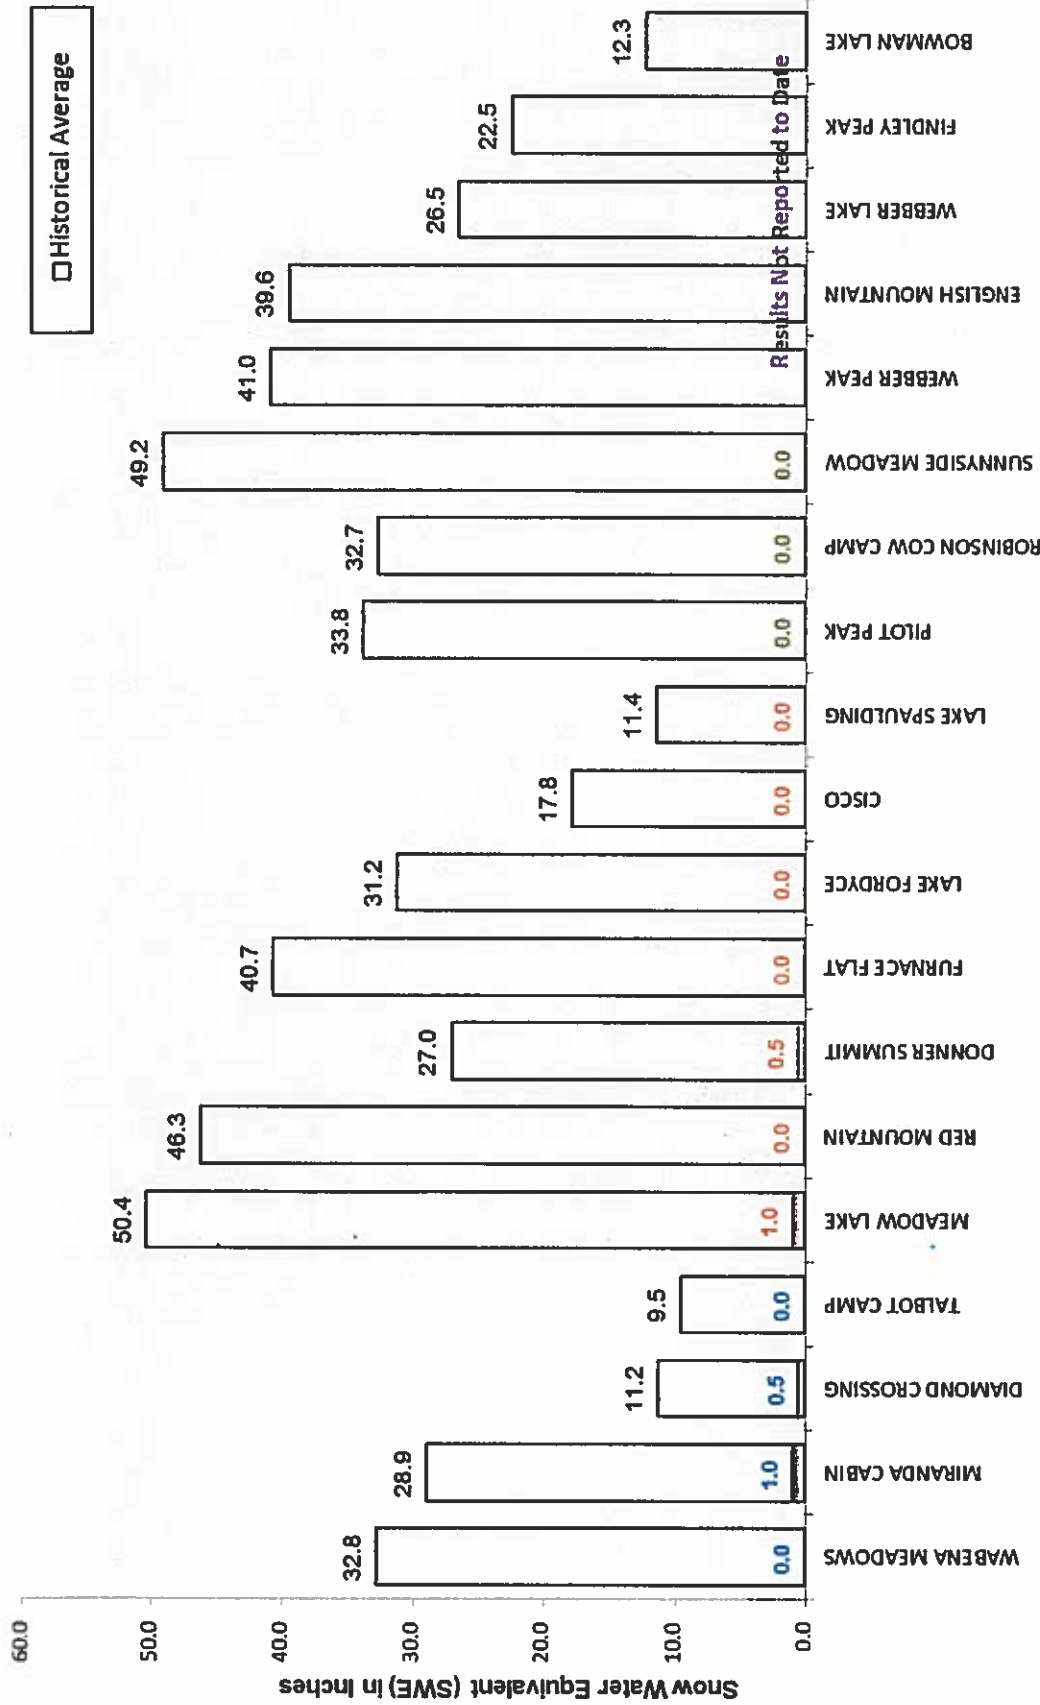 Historical Average
Snow Water Equivalent (SWE) in Inches
60.0
50.0
40.0
30.0
20.0
10.0
0.0
32.8
28.9
11.2
9.5
50.4
46.3
27.0
40.7
31.2
17.8
11.4
33.8
32.7
49.2
41.0
39.6
26.5
22.5
12.3
0.0
1.0
0.5
0.0
1.0
0.0
0.5
0.0
0.0
0.0
0.0
0.0
0.0
0.0
Results Not Reported to Date
WABENA MEADOWS
MIRANDA CABIN
DIAMOND CROSSING
TALBOT CAMP
MEADOW LAKE
RED MOUNTAIN
DONNER SUMMIT
FURNACE FLAT
LAKE FORDYCE
CISCO
LAKE SPAULDING
PILOT PEAK
ROBINSON COW CAMP
SUNNYSIDE MEADOW
WEBBER PEAK
ENGLISH MOUNTAIN
WEBBER LAKE
FINDLEY PEAK
BOWMAN LAKE